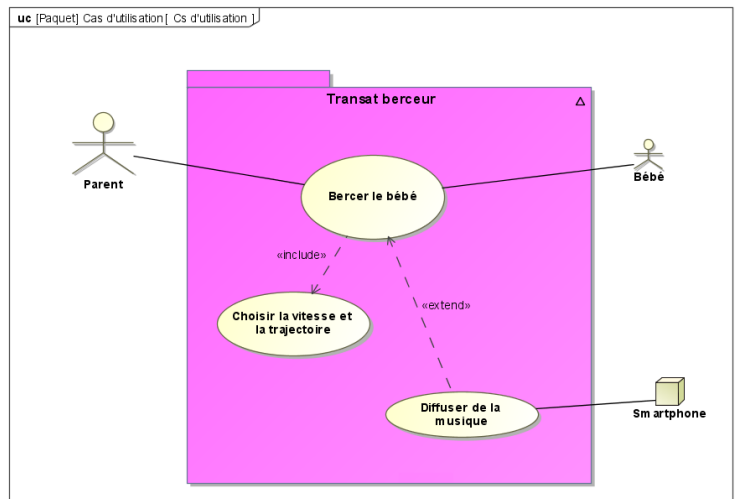 uc [Paquet] Cas d'utilisation [ Cs d'utilisation ]
Transat berceur
Parent
Bercer le bébé
Bébé
«include»
Choisir la vitesse et
la trajectoire
«extend»
Diffuser de la
musique
Smartphone